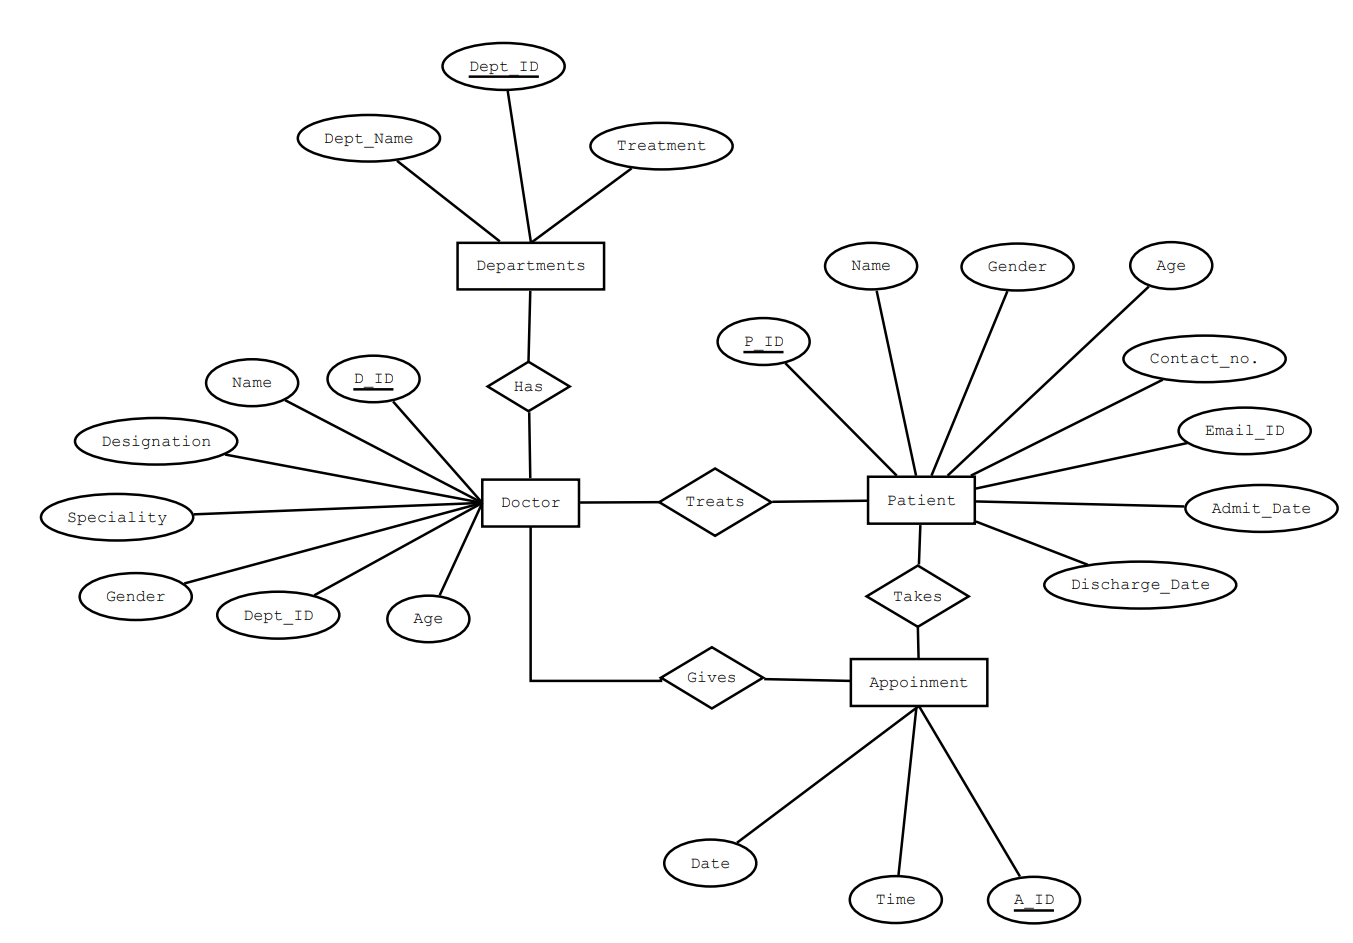 Dept_ID
Dept_Name
Treatment
Departments
Name
Gender
Age
P_ID
Contact_no.
Name
D_ID
Has
Designation
Email_ID
Speciality
Doctor
Treats
Patient
Admit_Date
Gender
Dept_ID
Age
Takes
Discharge_Date
Gives
Appoinment
Date
Time
A_ID